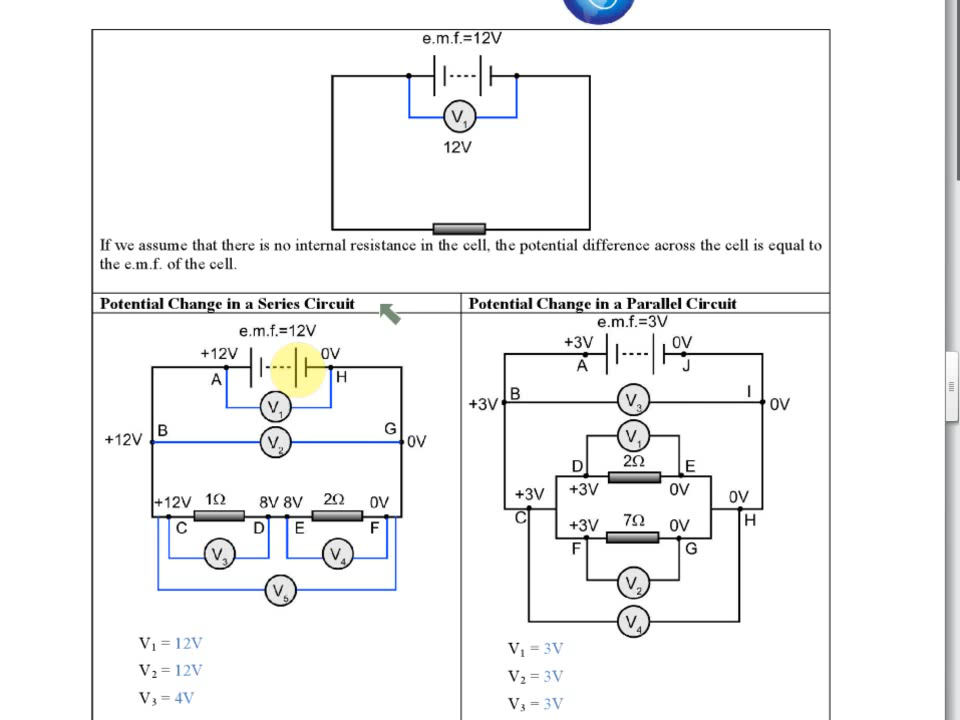 e.m.f.=12V
V1
12V
If we assume that there is no internal resistance in the cell, the potential difference across the cell is equal to
the e.m.f. of the cell.
Potential Change in a Series Circuit
e.m.f.=12V
+12V 0V
A H
V1
B G
+12V V2 0V
+12V 1Ω 8V 8V 2Ω 0V
C D E F
V3 V4
V5
V1 = 12V
V2 = 12V
V3 = 4V
Potential Change in a Parallel Circuit
e.m.f.=3V
+3V 0V
A J
B I
+3V V3 0V
V1
D 2Ω E
+3V 0V
+3V 0V
C H
+3V 7Ω 0V
F G
V2
V4
V1 = 3V
V2 = 3V
V3 = 3V